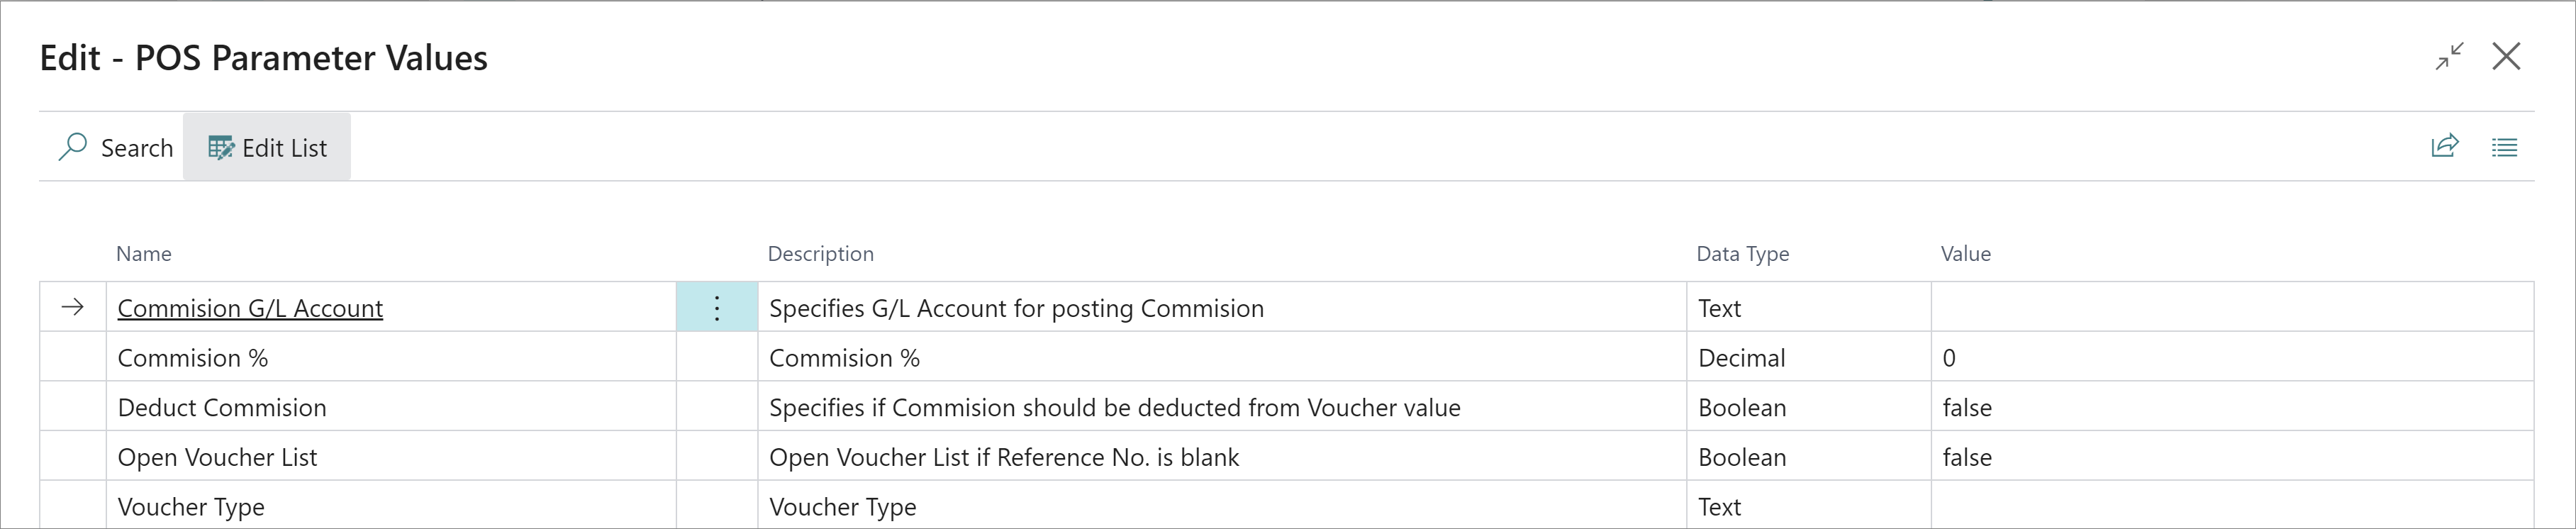 Edit - POS Parameter Values
Search Edit List
Name Description Data Type Value
Commision G/L Account Specifies G/L Account for posting Commision Text
Commision % Commision % Decimal 0
Deduct Commision Specifies if Commision should be deducted from Voucher value Boolean false
Open Voucher List Open Voucher List if Reference No. is blank Boolean false
Voucher Type Voucher Type Text